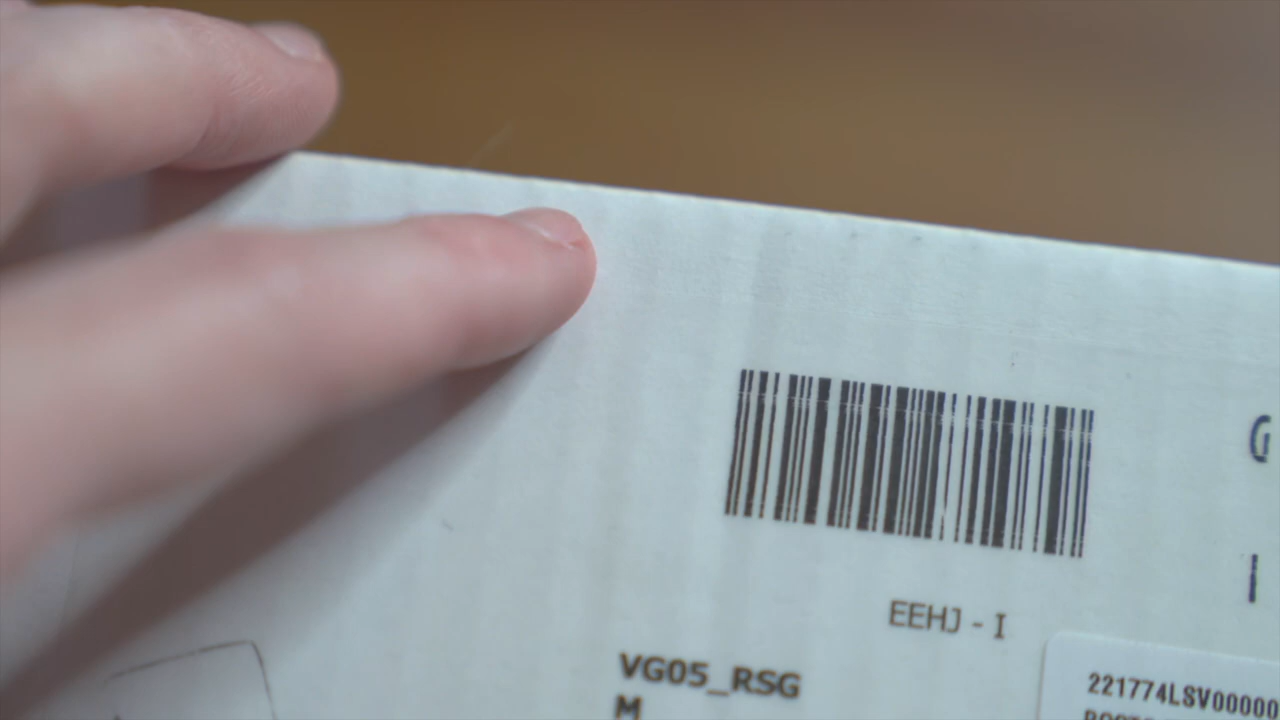 G
I
EEHJ - I
VG05_RSG
M
221774LSV00000